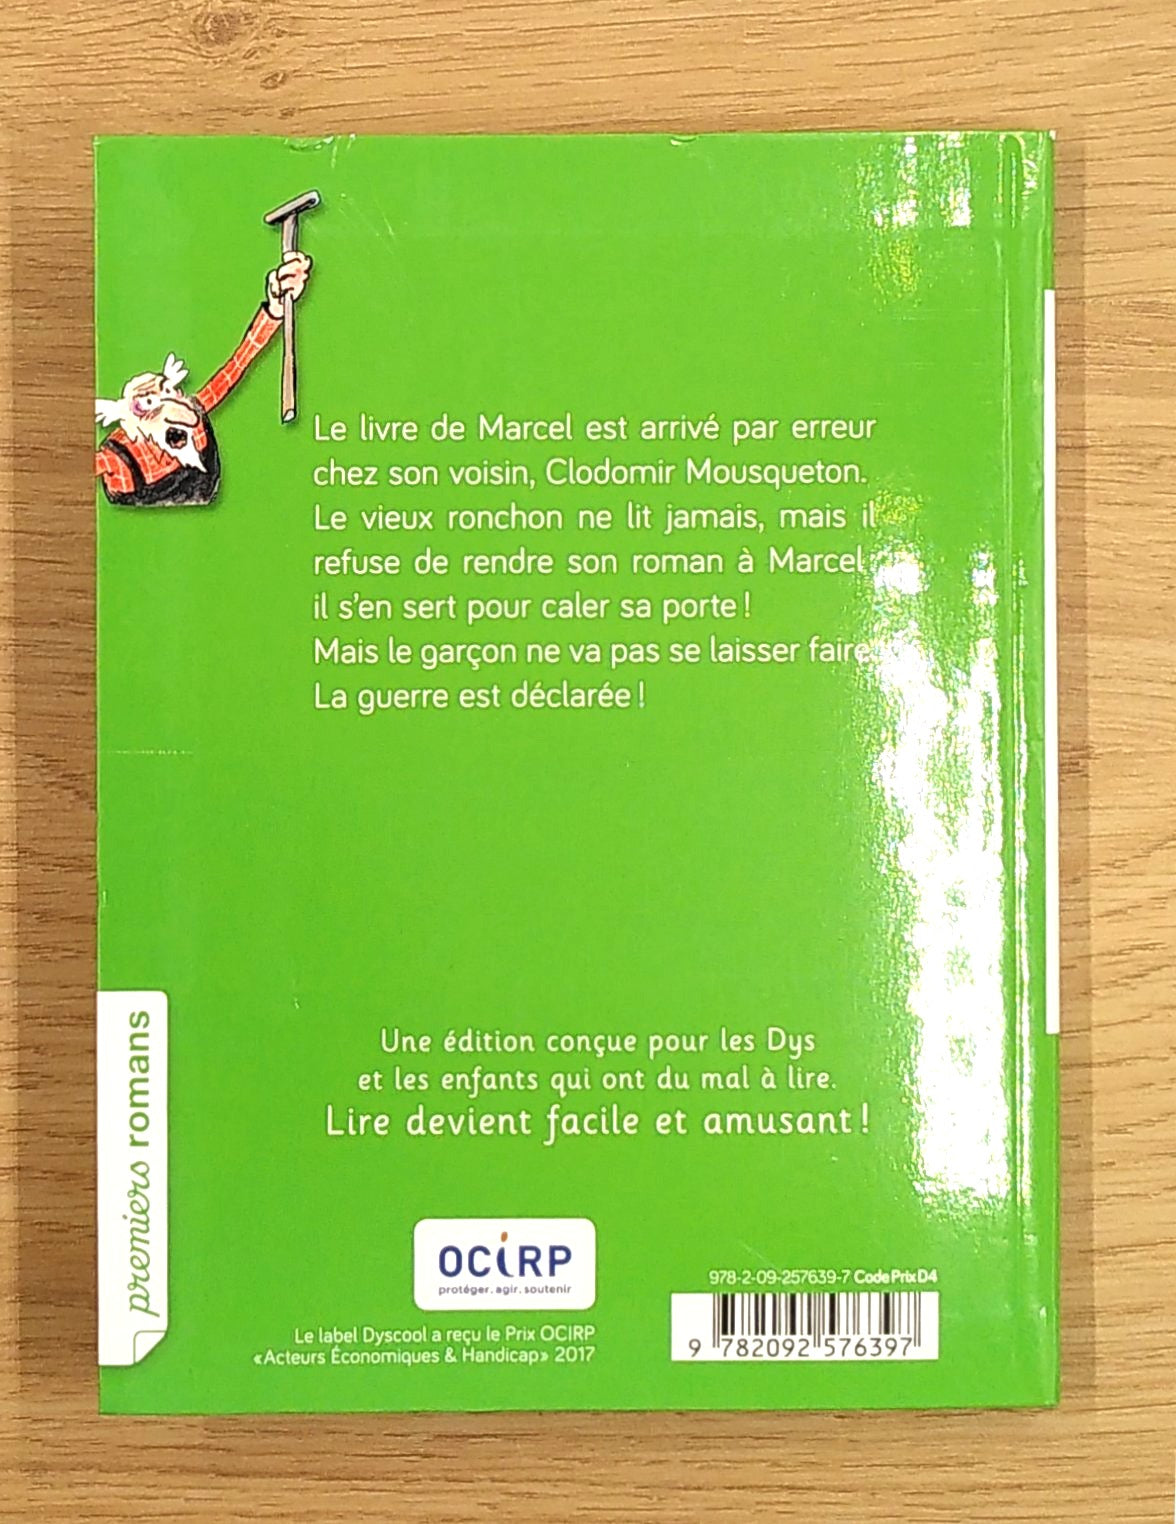 Le livre de Marcel est arrivé par erreur
chez son voisin, Clodomir Mousqueton.
Le vieux ronchon ne lit jamais, mais il
refuse de rendre son roman à Marcel,
il s'en sert pour caler sa porte !
Mais le garçon ne va pas se laisser faire.
La guerre est déclarée !
Une édition conçue pour les Dys
et les enfants qui ont du mal à lire.
Lire devient facile et amusant !
premiers romans
OCIRP
protéger, agir, soutenir
Le label Dyscool a reçu le Prix OCIRP
«Acteurs Économiques & Handicap» 2017
978-2-09-257639-7 Code Prix D4
9 782092 576397